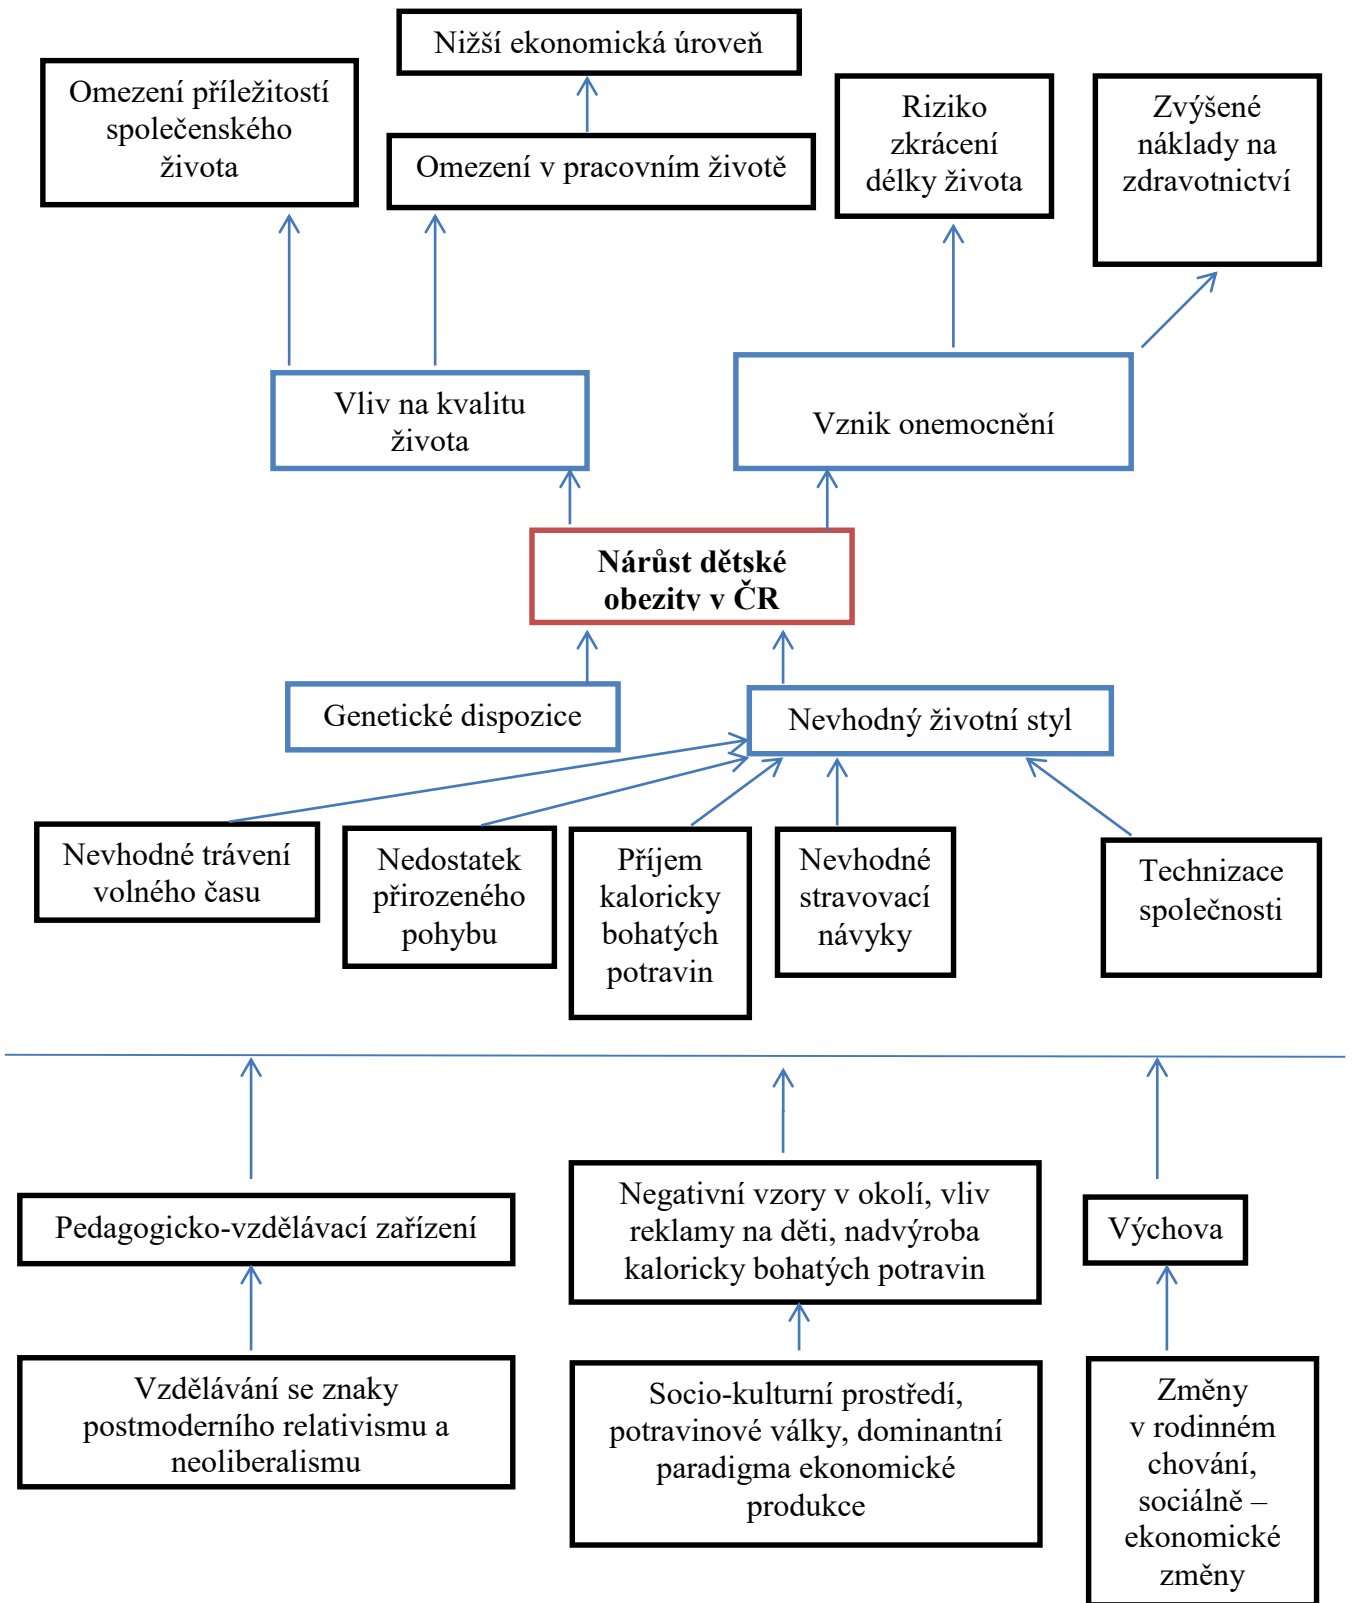 Nižší ekonomická úroveň
Omezení příležitostí
společenského
života
Omezení v pracovním životě
Riziko
zkrácení
délky života
Zvýšené
náklady na
zdravotnictví
Vliv na kvalitu
života
Vznik onemocnění
Nárůst dětské
obezity v ČR
Genetické dispozice
Nevhodný životní styl
Nevhodné trávení
volného času
Nedostatek
přirozeného
pohybu
Příjem
kaloricky
bohatých
potravin
Nevhodné
stravovací
návyky
Technizace
společnosti
Pedagogicko-vzdělávací zařízení
Negativní vzory v okolí, vliv
reklamy na děti, nadvýroba
kaloricky bohatých potravin
Výchova
Vzdělávání se znaky
postmoderního relativismu a
neoliberalismu
Socio-kulturní prostředí,
potravinové války, dominantní
paradigma ekonomické
produkce
Změny
v rodinném
chování,
sociálně –
ekonomické
změny